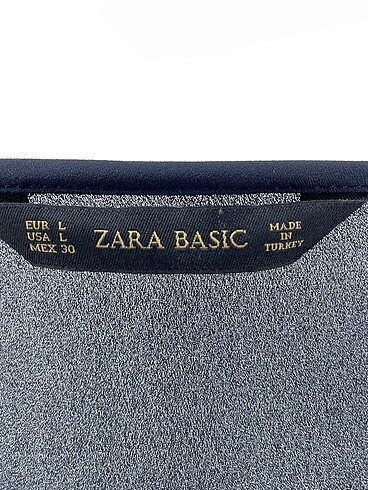 EUR L
USA L
MEX 30
ZARA BASIC
MADE
IN
TURKEY